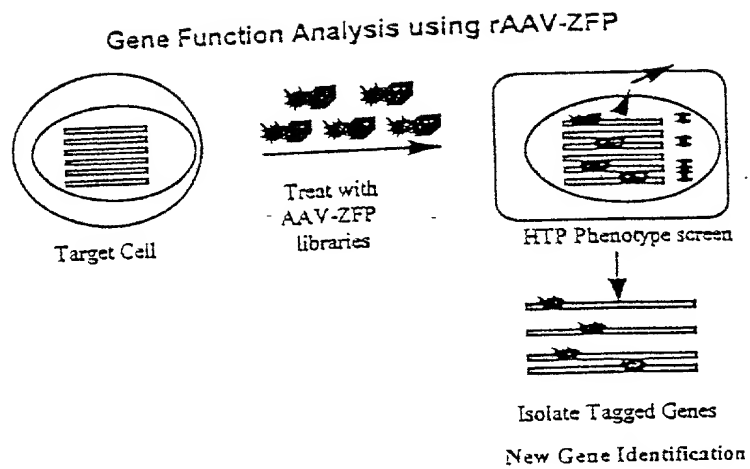 Gene Function Analysis using rAAV-ZFP
Target Cell
Treat with
AAV-ZFP
libraries
HTP Phenotype screen
Isolate Tagged Genes
New Gene Identification